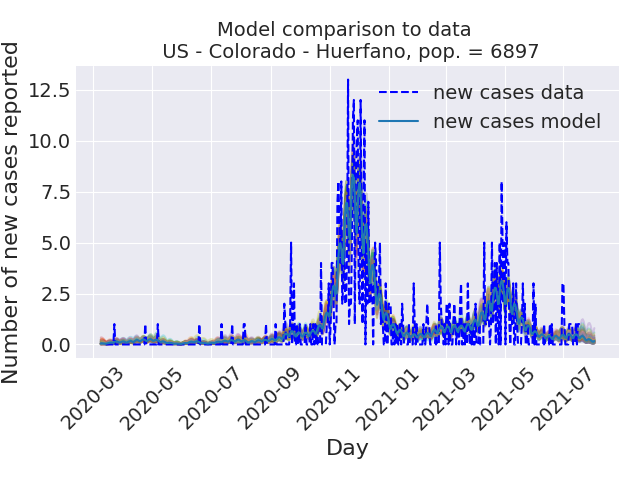 Model comparison to data
US - Colorado - Huerfano, pop. = 6897
Number of new cases reported
12.5
10.0
7.5
5.0
2.5
0.0
new cases data
new cases model
2020-03
2020-05
2020-07
2020-09
2020-11
2021-01
2021-03
2021-05
2021-07
Day